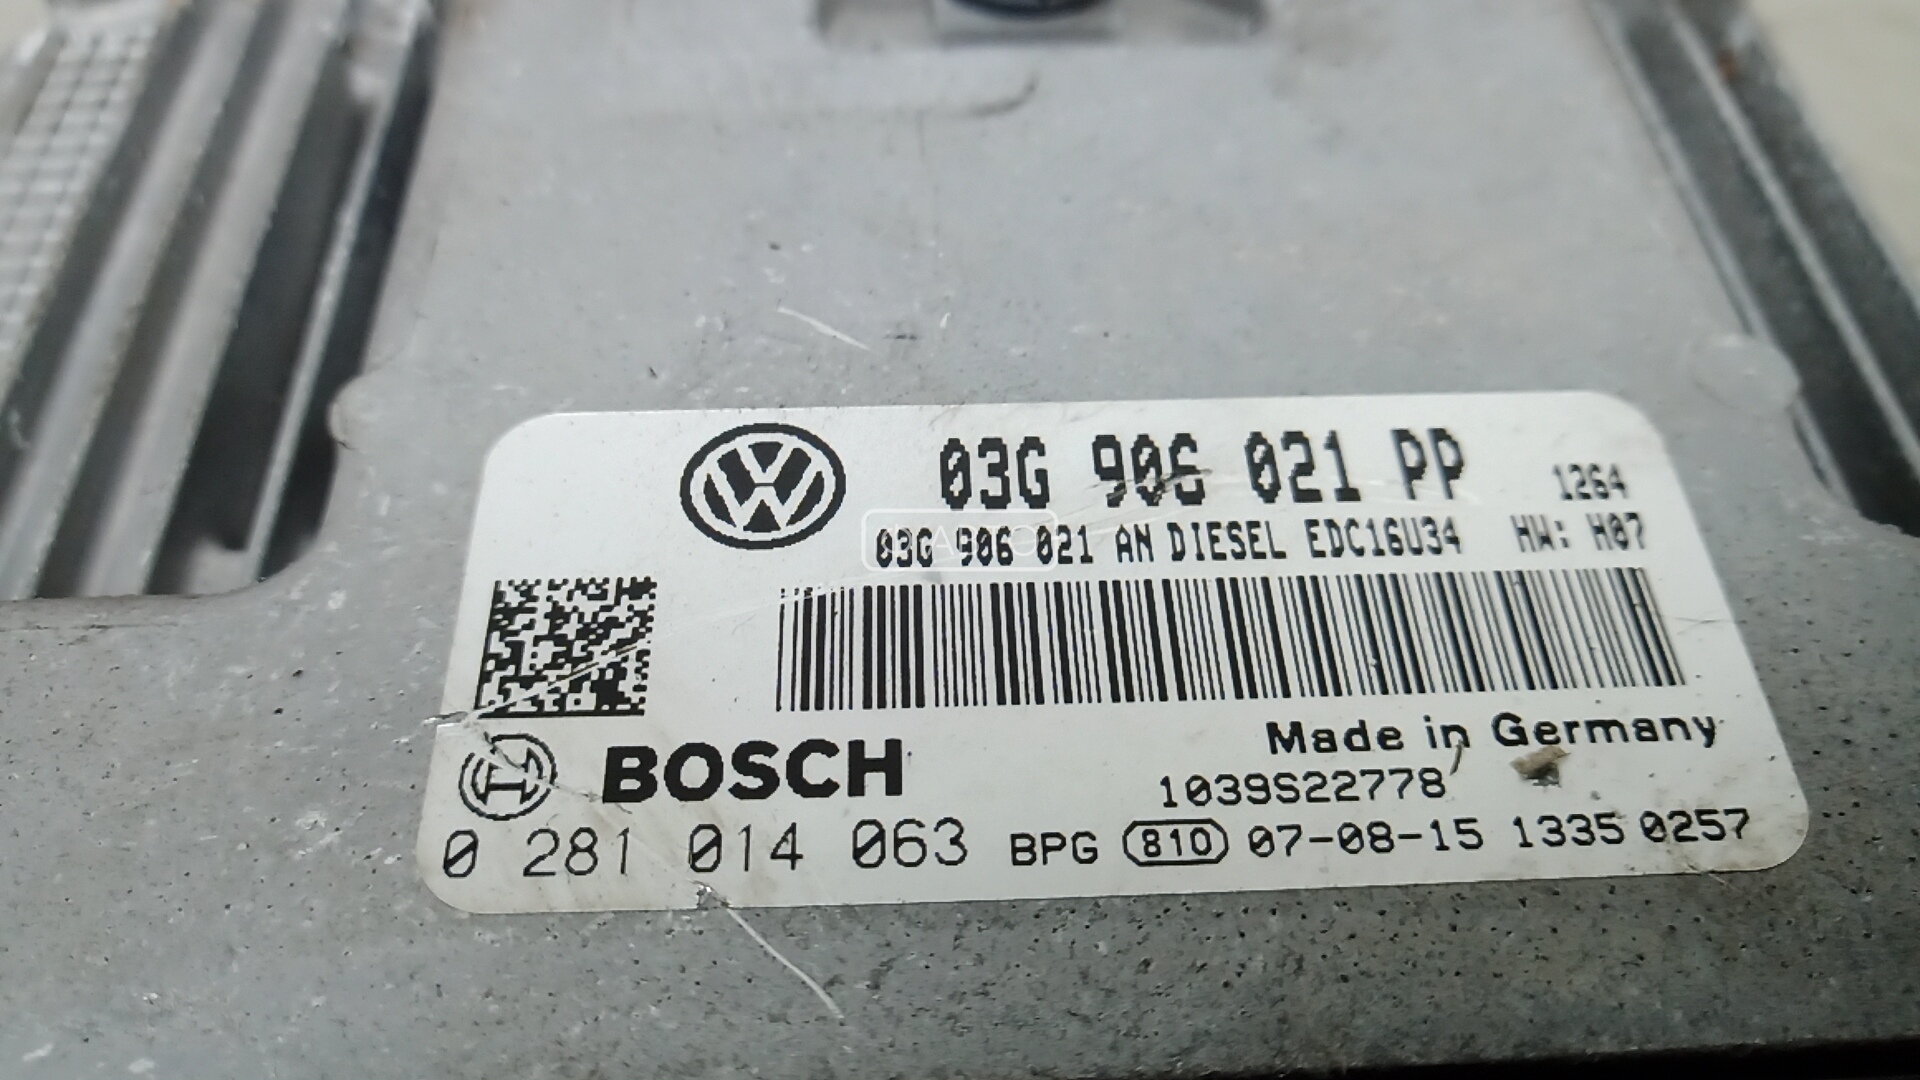 03G 906 021 PP 1264
03G 906 021 AN DIESEL EDC16U34 HW: H07
Made in Germany
BOSCH
1039S22778
0 281 014 063 BPG 810 07-08-15 1335 0257